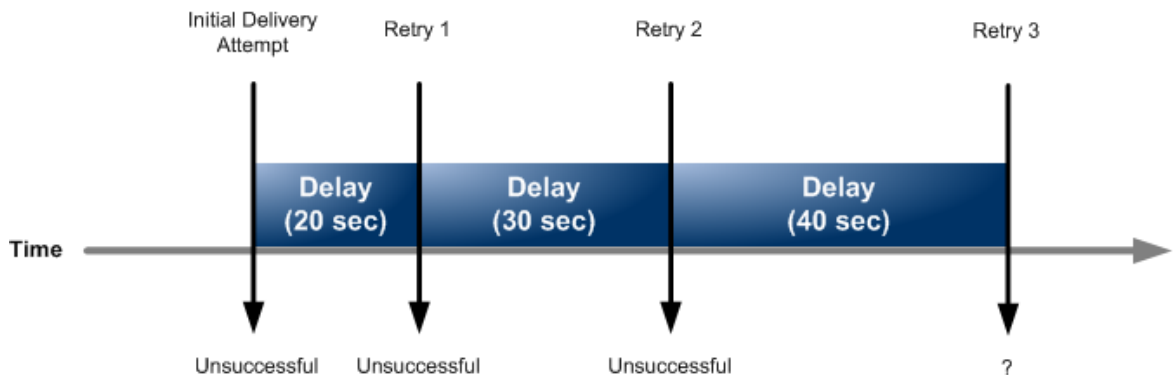 Initial Delivery
Attempt
Retry 1
Retry 2
Retry 3
Delay
(20 sec)
Delay
(30 sec)
Delay
(40 sec)
Time
Unsuccessful
Unsuccessful
Unsuccessful
?